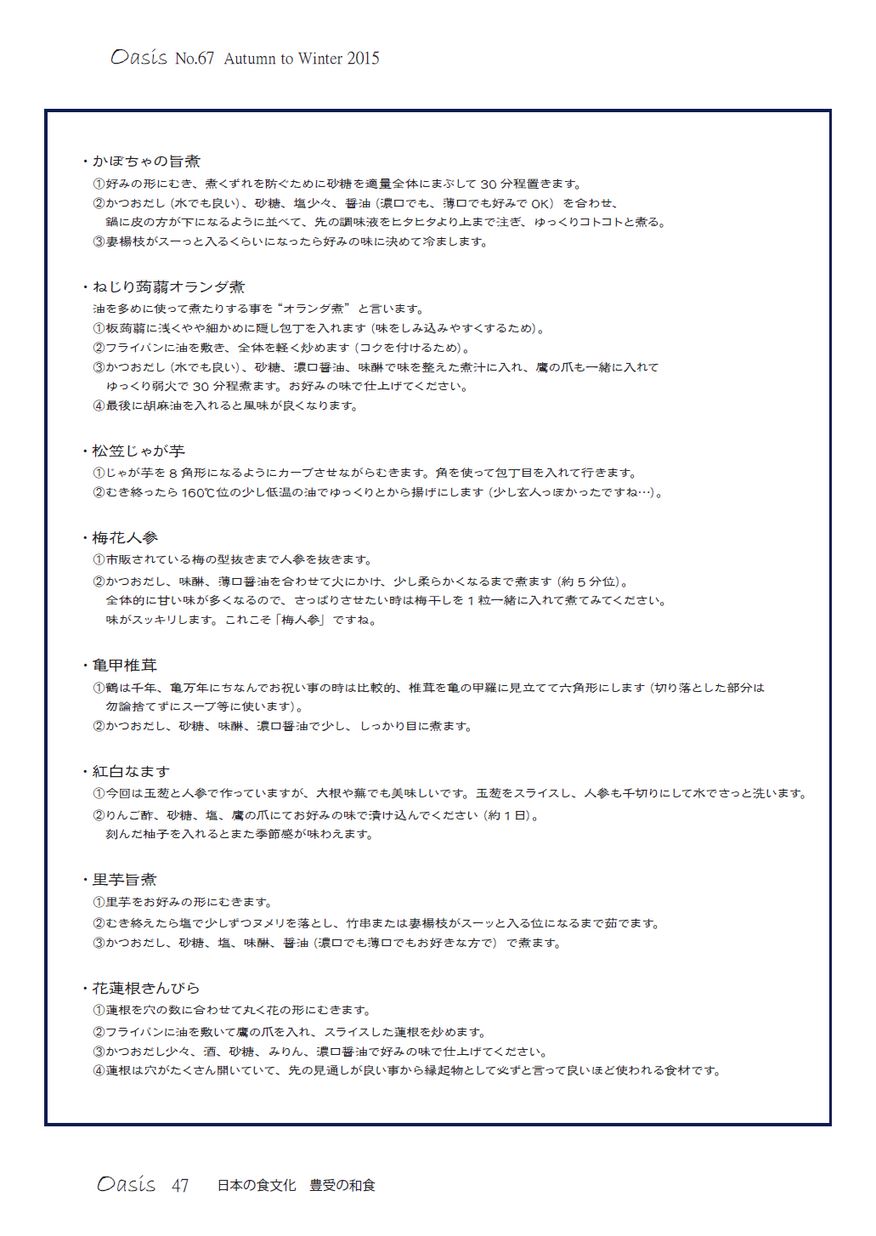 Oasis No.67 Autumn to Winter 2015
・かぼちゃの旨煮
①好みの形にむき、煮くずれを防ぐために砂糖を適量全体にまぶして 30 分程置きます。
②かつおだし（水でも良い）、砂糖、塩少々、醤油（濃口でも、薄口でも好みで OK） を合わせ、
鍋に皮の方が下になるように並べて、先の調味液をヒタヒタより上まで注ぎ、ゆっくりコトコトと煮る。
③妻楊枝がスーっと入るくらいになったら好みの味に決めて冷まします。
・ねじり蒟蒻オランダ煮
油を多めに使って煮たりする事を “オランダ煮” と言います。
①板蒟蒻に浅くやや細かめに隠し包丁を入れます（味をしみ込みやすくするため）。
②フライパンに油を敷き、全体を軽く炒めます（コクを付けるため）。
③かつおだし（水でも良い）、砂糖、濃口醤油、味醂で味を整えた煮汁に入れ、鷹の爪も一緒に入れて
ゆっくり弱火で 30 分程煮ます。お好みの味で仕上げてください。
④最後に胡麻油を入れると風味が良くなります。
・松笠じゃが芋
①じゃが芋を 8 角形になるようにカーブさせながらむきます。角を使って包丁目を入れて行きます。
②むき終ったら 160℃位の少し低温の油でゆっくりとから揚げにします（少し玄人っぽかったですね…）。
・梅花人参
①市販されている梅の型抜きまで人参を抜きます。
②かつおだし、味醂、薄口醤油を合わせて火にかけ、少し柔らかくなるまで煮ます（約 5 分位）。
全体的に甘い味が多くなるので、さっぱりさせたい時は梅干しを 1 粒一緒に入れて煮てみてください。
味がスッキリします。これこそ「梅人参」ですね。
・亀甲椎茸
①鶴は千年、亀万年にちなんでお祝い事の時は比較的、椎茸を亀の甲羅に見立てて六角形にします（切り落とした部分は
勿論捨てずにスープ等に使います）。
②かつおだし、砂糖、味醂、濃口醤油で少し、しっかり目に煮ます。
・紅白なます
①今回は玉葱と人参で作っていますが、大根や蕪でも美味しいです。玉葱をスライスし、人参も千切りにして水でさっと洗います。
②りんご酢、砂糖、塩、鷹の爪にてお好みの味で漬け込んでください（約 1 日）。
刻んだ柚子を入れるとまた季節感が味わえます。
・里芋旨煮
①里芋をお好みの形にむきます。
②むき終えたら塩で少しずつヌメリを落とし、竹串または妻楊枝がスーッと入る位になるまで茹でます。
③かつおだし、砂糖、塩、味醂、醤油（濃口でも薄口でもお好きな方で） で煮ます。
・花蓮根きんぴら
①蓮根を穴の数に合わせて丸く花の形にむきます。
②フライパンに油を敷いて鷹の爪を入れ、スライスした蓮根を炒めます。
③かつおだし少々、酒、砂糖、みりん、濃口醤油で好みの味で仕上げてください。
④蓮根は穴がたくさん開いていて、先の見通しが良い事から縁起物として必ずと言って良いほど使われる食材です。
Oasis 47 日本の食文化 豊受の和食